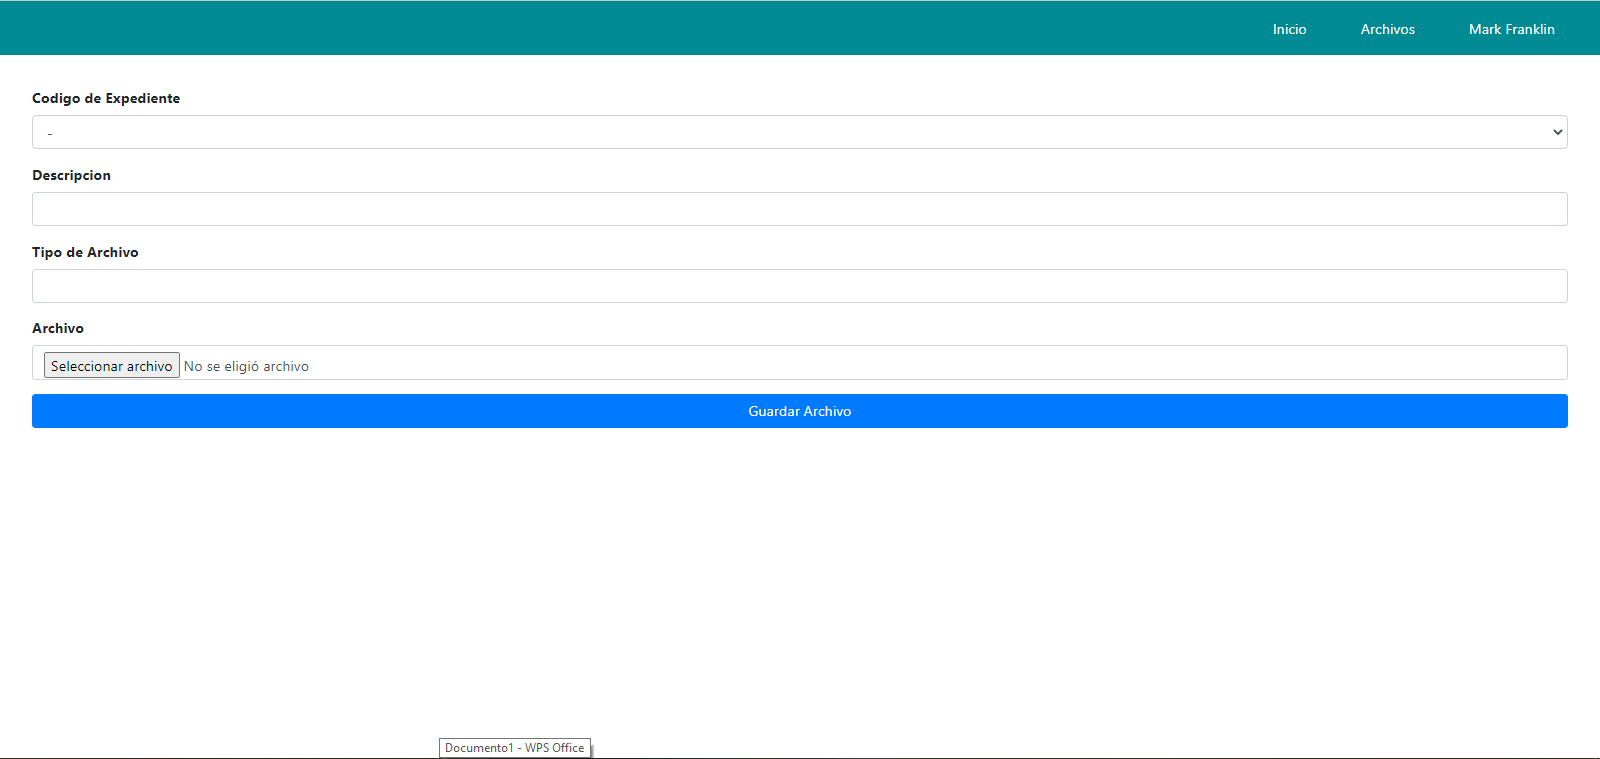 Inicio Archivos Mark Franklin
Codigo de Expediente
-
Descripcion
Tipo de Archivo
Archivo
Seleccionar archivo No se eligió archivo
Guardar Archivo
Documento1 - WPS Office